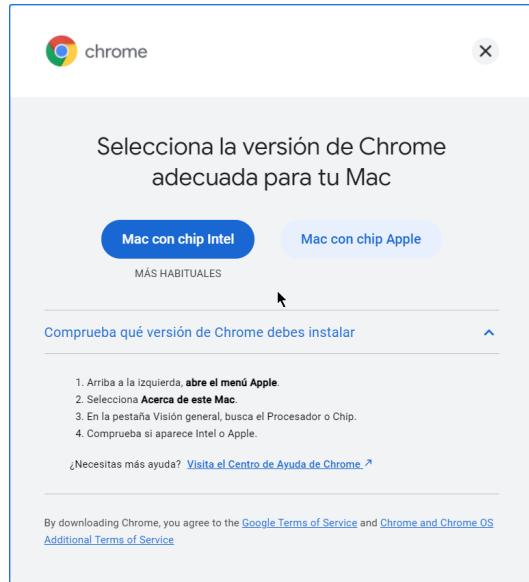 chrome
Selecciona la versión de Chrome
adecuada para tu Mac
Mac con chip Intel
Mac con chip Apple
MÁS HABITUALES
Comprueba qué versión de Chrome debes instalar
1. Arriba a la izquierda, abre el menú Apple.
2. Selecciona Acerca de este Mac.
3. En la pestaña Visión general, busca el Procesador o Chip.
4. Comprueba si aparece Intel o Apple.
¿Necesitas más ayuda? Visita el Centro de Ayuda de Chrome
By downloading Chrome, you agree to the Google Terms of Service and Chrome and Chrome OS
Additional Terms of Service